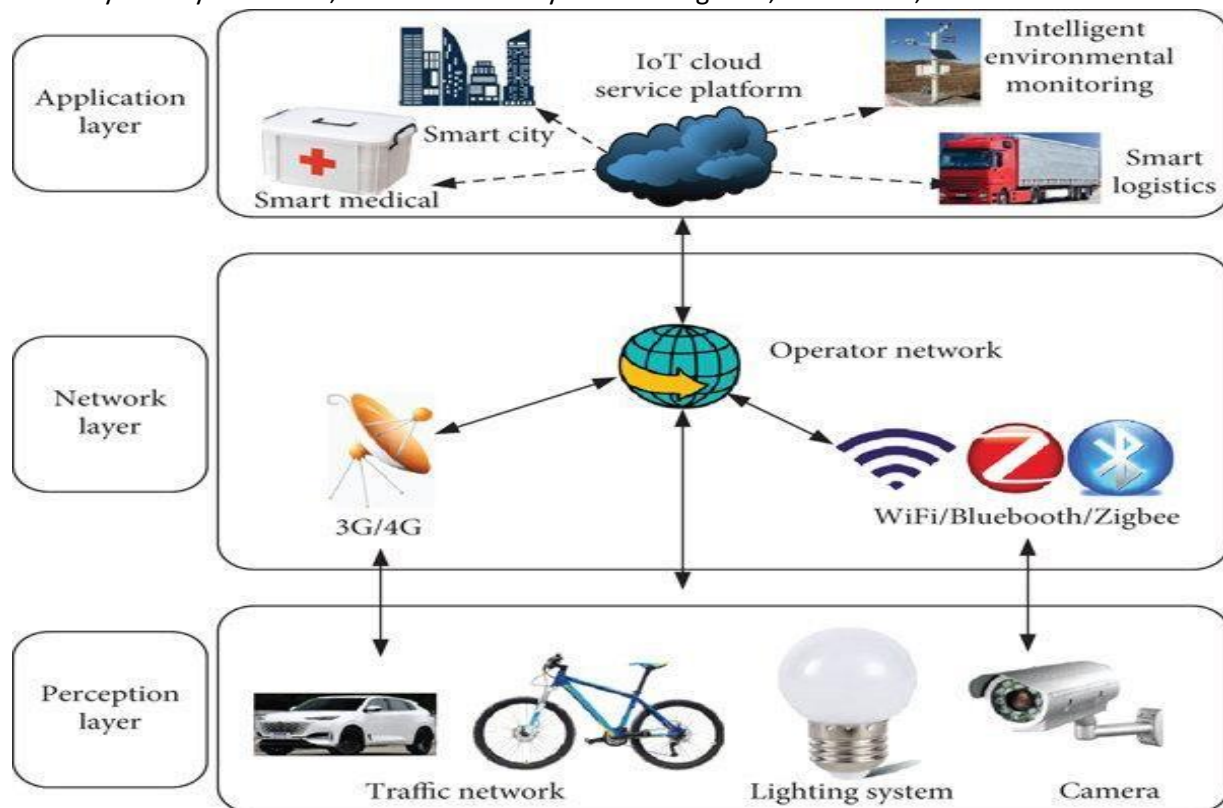 Application
layer
IoT cloud
service platform
Intelligent
environmental
monitoring
Smart city
Smart medical
Smart
logistics
Network
layer
Operator network
3G/4G
WiFi/Bluebooth/Zigbee
Perception
layer
Traffic network
Lighting system
Camera